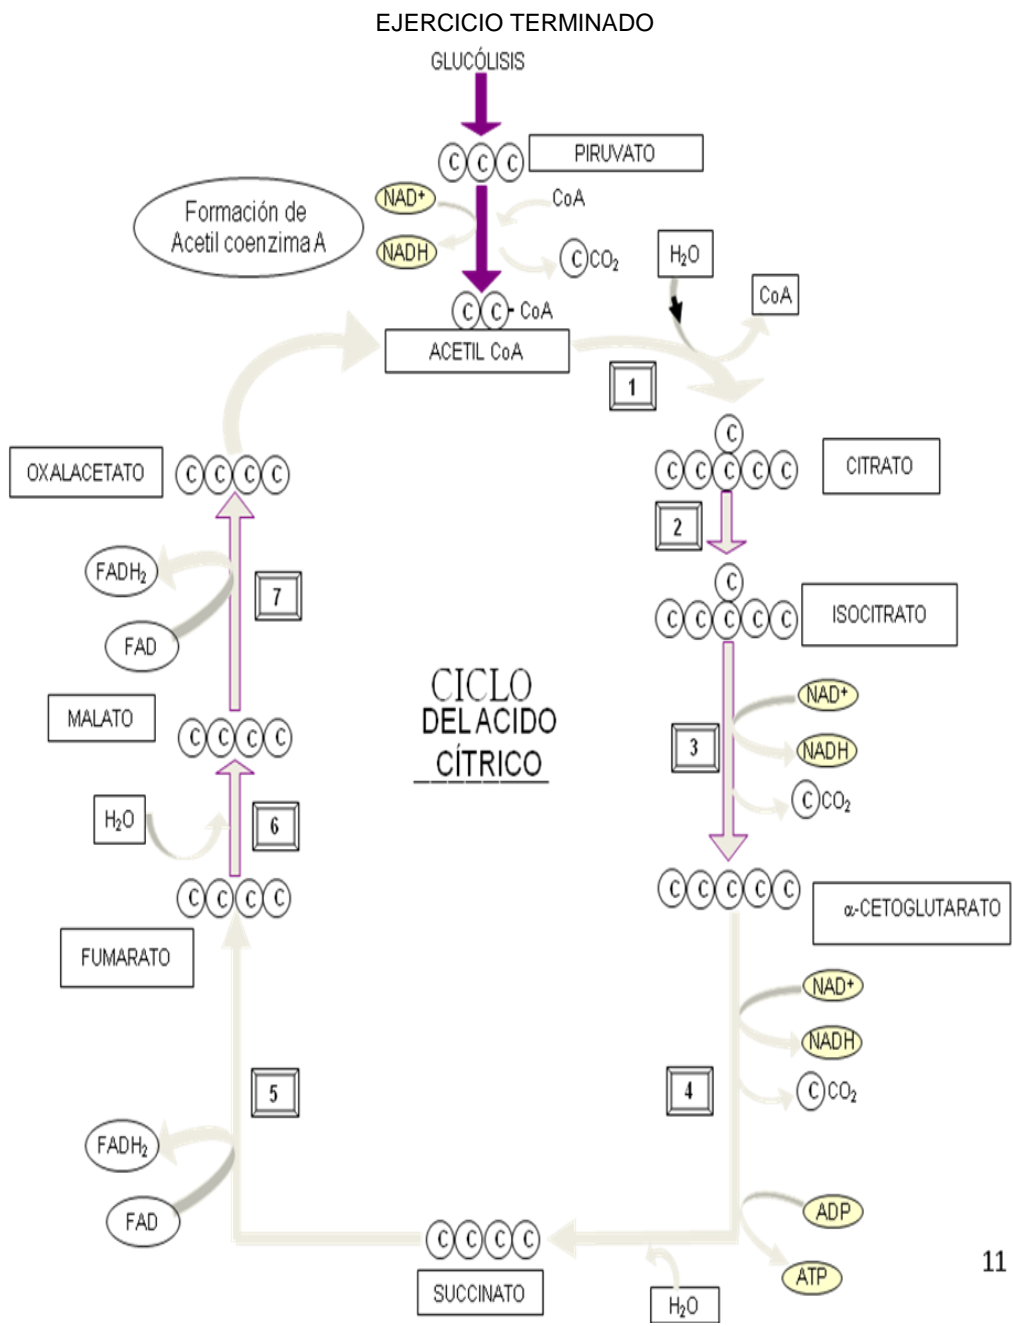 EJERCICIO TERMINADO
GLUCÓLISIS
C C C
PIRUVATO
NAD+
CoA
Formación de
Acetil coenzima A
NADH
C CO₂
H₂O
CoA
C C - CoA
ACETIL CoA
1
C
C C C C C
CITRATO
OXALACETATO
C C C C
2
FADH₂
C
C C C C C
ISOCITRATO
7
FAD
CICLO
DEL ACIDO
CÍTRICO
NAD+
MALATO
C C C C
3
NADH
C CO₂
H₂O
6
C C C C
C C C C C
α-CETOGLUTARATO
FUMARATO
NAD+
NADH
5
4
C CO₂
FADH₂
FAD
ADP
C C C C
ATP
SUCCINATO
H₂O
11